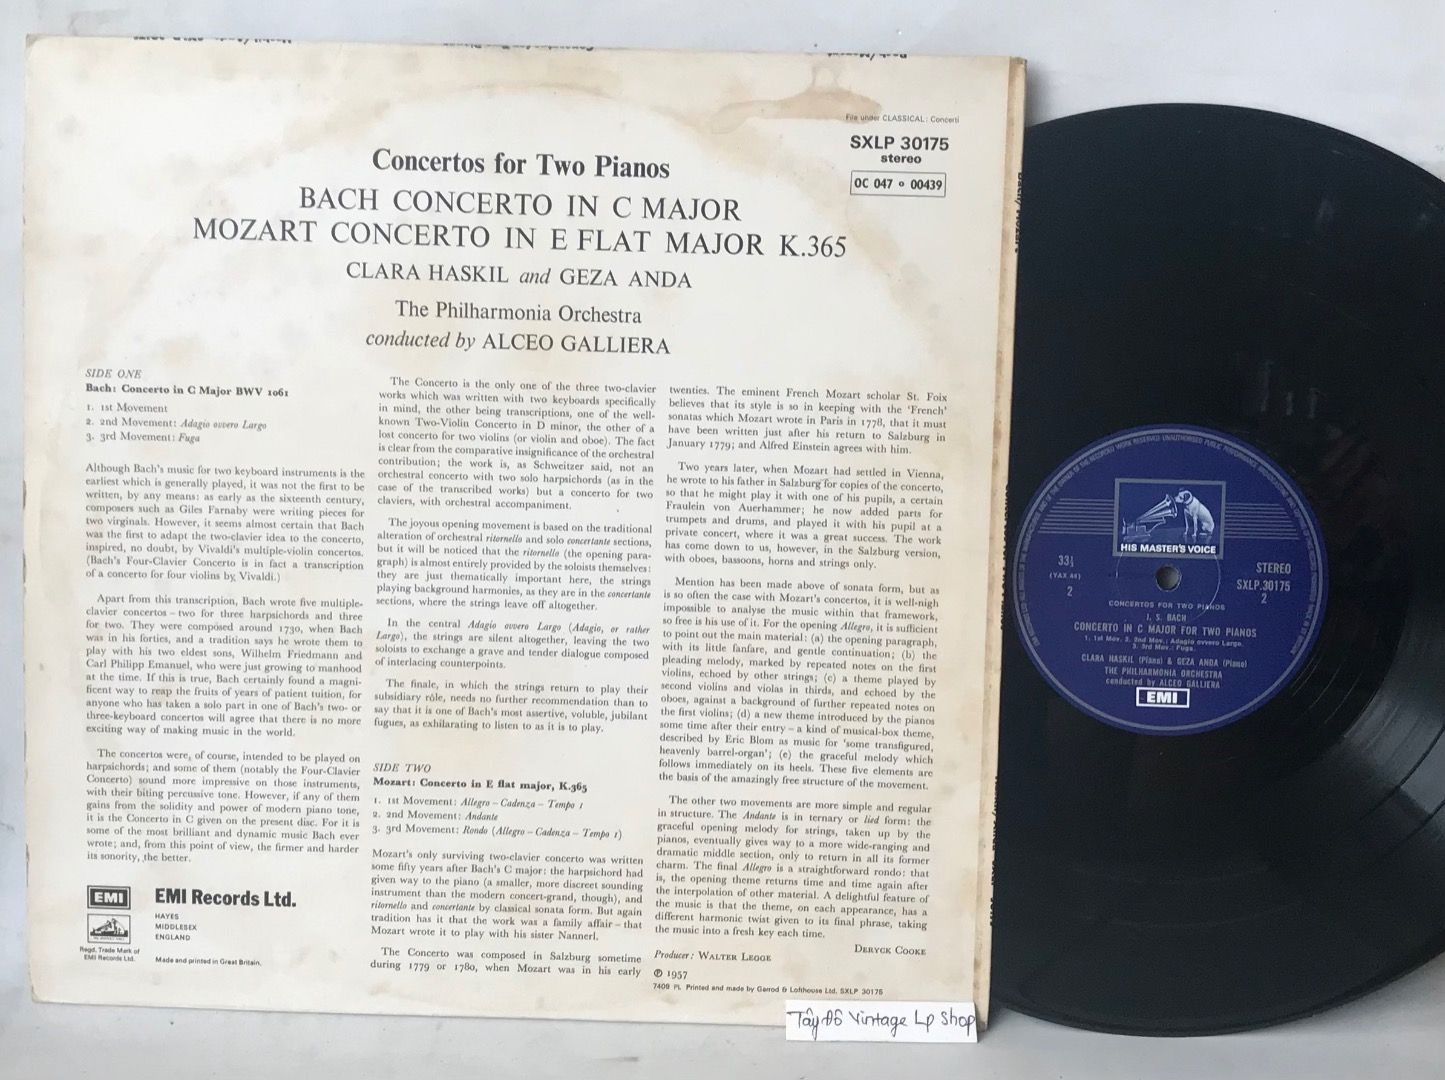 File under CLASSICAL: Concerti
SXLP 30175
stereo
OC 047 o 00439
Concertos for Two Pianos
BACH CONCERTO IN C MAJOR
MOZART CONCERTO IN E FLAT MAJOR K.365
CLARA HASKIL and GEZA ANDA
The Philharmonia Orchestra
conducted by ALCEO GALLIERA
SIDE ONE
Bach: Concerto in C Major BWV 1061
1. 1st Movement
2. 2nd Movement: Adagio ovvero Largo
3. 3rd Movement: Fuga
Although Bach's music for two keyboard instruments is the
earliest which is generally played, it was not the first to be
written, by any means: as early as the sixteenth century,
composers such as Giles Farnaby were writing pieces for
two virginals. However, it seems almost certain that Bach
was the first to adapt the two-clavier idea to the concerto,
inspired, no doubt, by Vivaldi's multiple-violin concertos.
(Bach's Four-Clavier Concerto is in fact a transcription
of a concerto for four violins by Vivaldi.)
Apart from this transcription, Bach wrote five multiple-
clavier concertos – two for three harpsichords and three
for two. They were composed around 1730, when Bach
was in his forties, and a tradition says he wrote them to
play with his two eldest sons, Wilhelm Friedmann and
Carl Philipp Emanuel, who were just growing to manhood
at the time. If this is true, Bach certainly found a magni-
ficent way to reap the fruits of years of patient tuition, for
anyone who has taken a solo part in one of Bach's two- or
three-keyboard concertos will agree that there is no more
exciting way of making music in the world.
The concertos were, of course, intended to be played on
harpsichords; and some of them (notably the Four-Clavier
Concerto) sound more impressive on those instruments,
with their biting percussive tone. However, if any of them
gains from the solidity and power of modern piano tone,
it is the Concerto in C given on the present disc. For it is
some of the most brilliant and dynamic music Bach ever
wrote; and, from this point of view, the firmer and harder
its sonority, the better.
EMI
EMI Records Ltd.
HAYES
MIDDLESEX
ENGLAND
Regd. Trade Mark of
EMI Records Ltd.
Made and printed in Great Britain.
The Concerto is the only one of the three two-clavier
works which was written with two keyboards specifically
in mind, the other being transcriptions, one of the well-
known Two-Violin Concerto in D minor, the other of a
lost concerto for two violins (or violin and oboe). The fact
is clear from the comparative insignificance of the orchestral
contribution; the work is, as Schweitzer said, not an
orchestral concerto with two solo harpsichords (as in the
case of the transcribed works) but a concerto for two
claviers, with orchestral accompaniment.
The joyous opening movement is based on the traditional
alteration of orchestral ritornello and solo concertante sections,
but it will be noticed that the ritornello (the opening para-
graph) is almost entirely provided by the soloists themselves:
they are just thematically important here, the strings
playing background harmonies, as they are in the concertante
sections, where the strings leave off altogether.
In the central Adagio ovvero Largo (Adagio, or rather
Largo), the strings are silent altogether, leaving the two
soloists to exchange a grave and tender dialogue composed
of interlacing counterpoints.
The finale, in which the strings return to play their
subsidiary rôle, needs no further recommendation than to
say that it is one of Bach's most assertive, voluble, jubilant
fugues, as exhilarating to listen to as it is to play.
SIDE TWO
Mozart: Concerto in E flat major, K.365
1. 1st Movement: Allegro – Cadenza – Tempo 1
2. 2nd Movement: Andante
3. 3rd Movement: Rondo (Allegro – Cadenza – Tempo 1)
Mozart's only surviving two-clavier concerto was written
some fifty years after Bach's C major: the harpsichord had
given way to the piano (a smaller, more discreet sounding
instrument than the modern concert-grand, though), and
ritornello and concertante by classical sonata form. But again
tradition has it that the work was a family affair – that
Mozart wrote it to play with his sister Nannerl.
The Concerto was composed in Salzburg sometime
during 1779 or 1780, when Mozart was in his early
twenties. The eminent French Mozart scholar St. Foix
believes that its style is so in keeping with the 'French'
sonatas which Mozart wrote in Paris in 1778, that it must
have been written just after his return to Salzburg in
January 1779; and Alfred Einstein agrees with him.
Two years later, when Mozart had settled in Vienna,
he wrote to his father in Salzburg for copies of the concerto,
so that he might play it with one of his pupils, a certain
Fraulein von Auerhammer; he now added parts for
trumpets and drums, and played it with his pupil at a
private concert, where it was a great success. The work
has come down to us, however, in the Salzburg version,
with oboes, bassoons, horns and strings only.
Mention has been made above of sonata form, but as
is so often the case with Mozart's concertos, it is well-nigh
impossible to analyse the music within that framework,
so free is his use of it. For the opening Allegro, it is sufficient
to point out the main material: (a) the opening paragraph,
with its little fanfare, and gentle continuation; (b) the
pleading melody, marked by repeated notes on the first
violins, echoed by other strings; (c) a theme played by
second violins and violas in thirds, and echoed by the
oboes, against a background of further repeated notes on
the first violins; (d) a new theme introduced by the pianos
some time after their entry – a kind of musical-box theme,
described by Eric Blom as music for 'some transfigured,
heavenly barrel-organ'; (e) the graceful melody which
follows immediately on its heels. These five elements are
the basis of the amazingly free structure of the movement.
The other two movements are more simple and regular
in structure. The Andante is in ternary or lied form: the
graceful opening melody for strings, taken up by the
pianos, eventually gives way to a more wide-ranging and
dramatic middle section, only to return in all its former
charm. The final Allegro is a straightforward rondo: that
is, the opening theme returns time and time again after
the interpolation of other material. A delightful feature of
the music is that the theme, on each appearance, has a
different harmonic twist given to its final phrase, taking
the music into a fresh key each time.
DERYCK COOKE
Producer: WALTER LEGGE
℗ 1957
7409 PL Printed and made by Garrod & Lofthouse Ltd. SXLP 30175
Tây Đô Vintage Lp Shop
HIS MASTER'S VOICE
33⅓
(YAX 44)
2
STEREO
SXLP.30175
2
CONCERTOS FOR TWO PIANOS
J. S. BACH
CONCERTO IN C MAJOR FOR TWO PIANOS
1. 1st Mov. 2. 2nd Mov.: Adagio ovvero Largo.
3. 3rd Mov.: Fuga.
CLARA HASKIL (Piano) & GEZA ANDA (Piano)
THE PHILHARMONIA ORCHESTRA
conducted by ALCEO GALLIERA
EMI